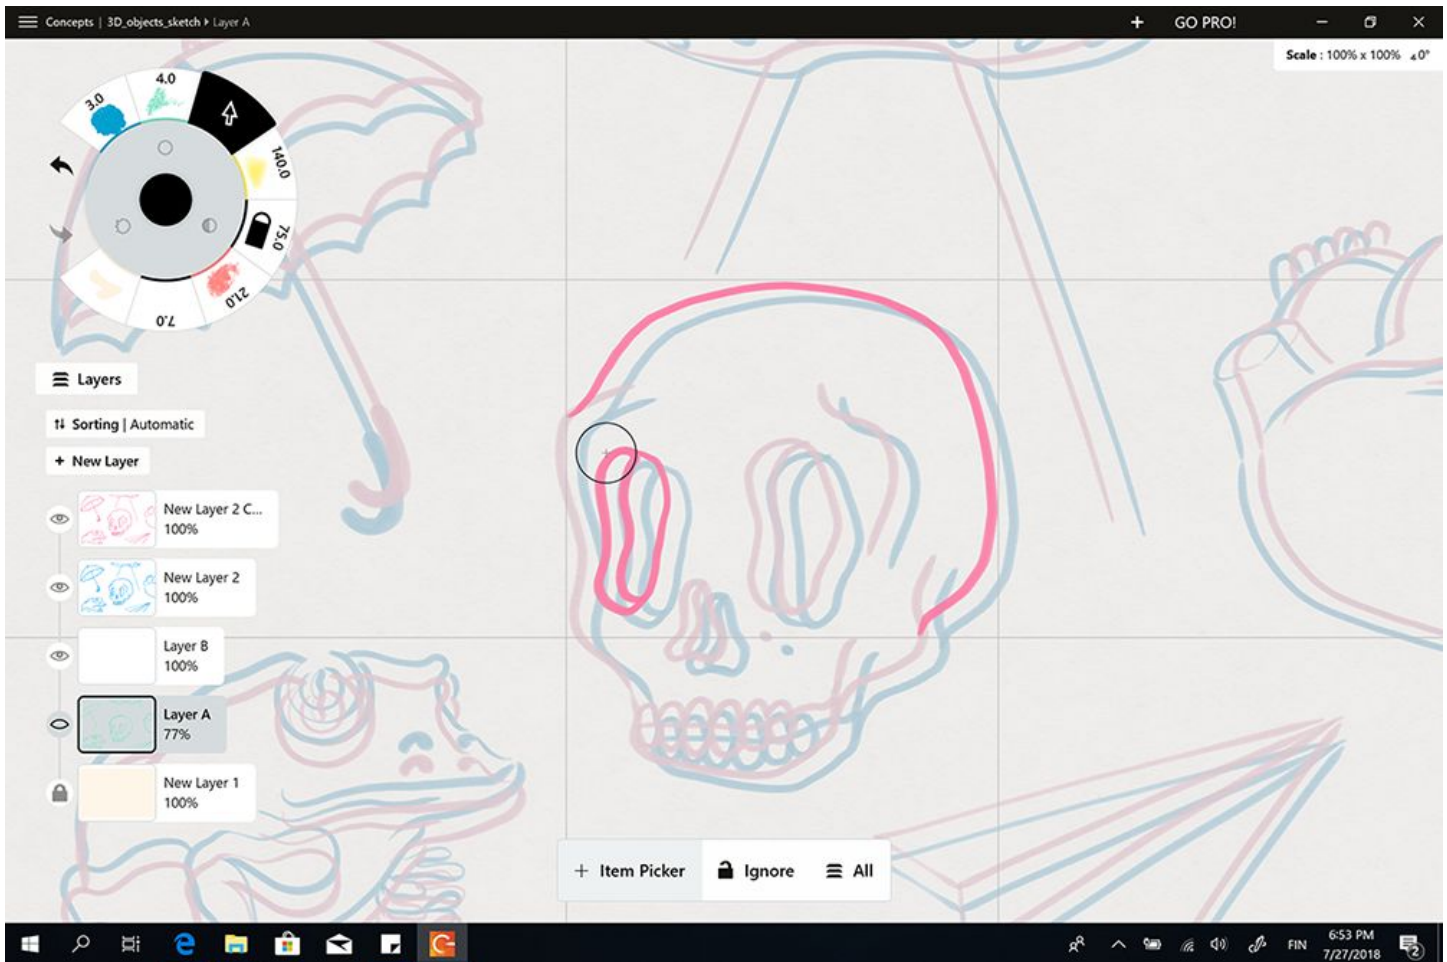 Concepts | 3D_objects_sketch ▸ Layer A
+ GO PRO!
Scale : 100% x 100% ∡0°
3.0
4.0
140.0
75.0
21.0
7.0
Layers
Sorting | Automatic
+ New Layer
New Layer 2 C...
100%
New Layer 2
100%
Layer B
100%
Layer A
77%
New Layer 1
100%
+ Item Picker Ignore All
FIN
6:53 PM
7/27/2018
2